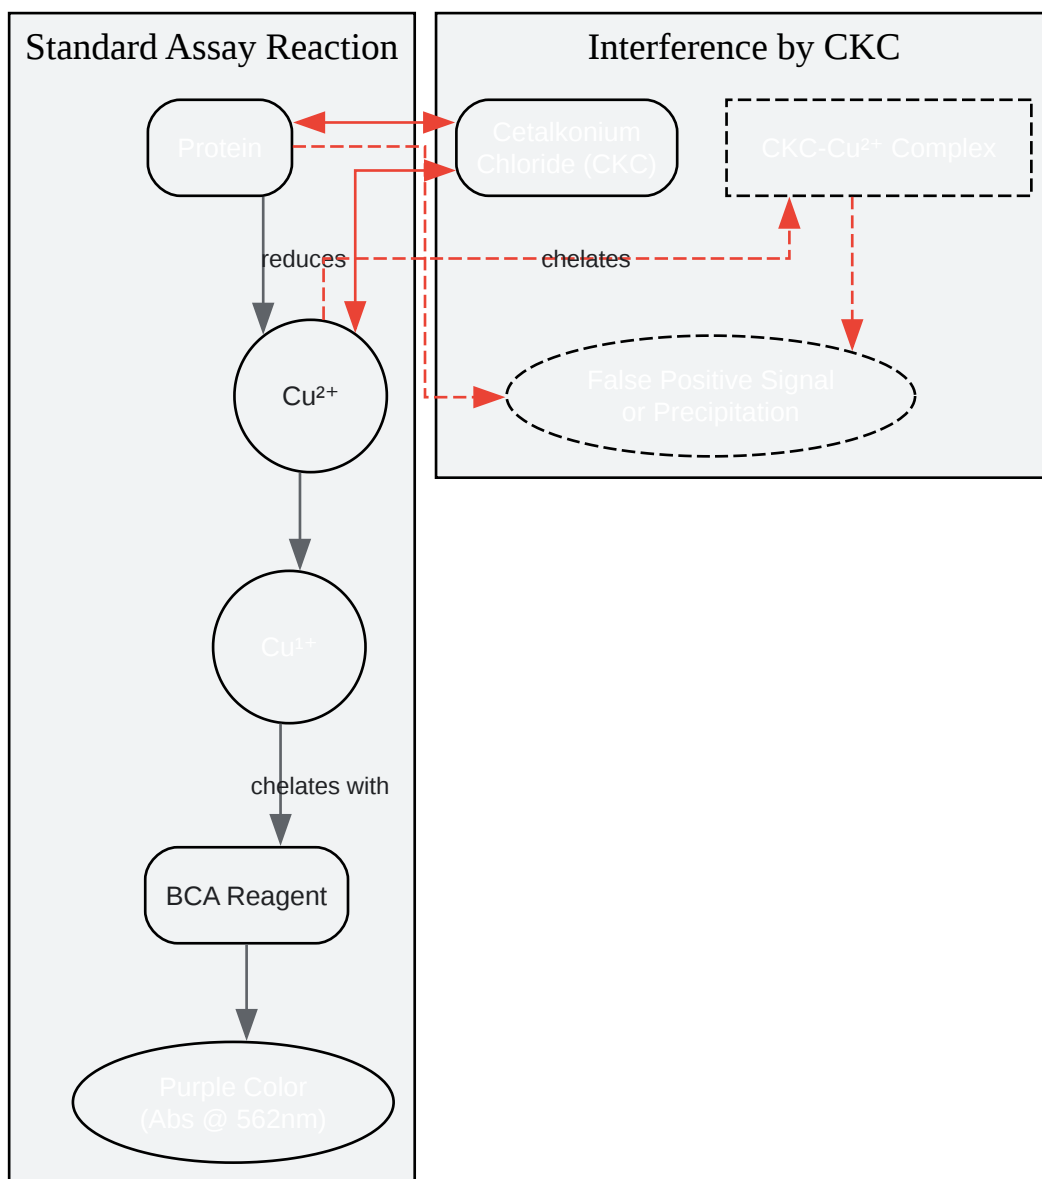 Standard Assay Reaction
Interference by CKC
Protein
Cetalkonium
Chloride (CKC)
CKC-Cu²⁺ Complex
reduces
chelates
Cu²⁺
False Positive Signal
or Precipitation
Cu¹⁺
chelates with
BCA Reagent
Purple Color
(Abs @ 562nm)